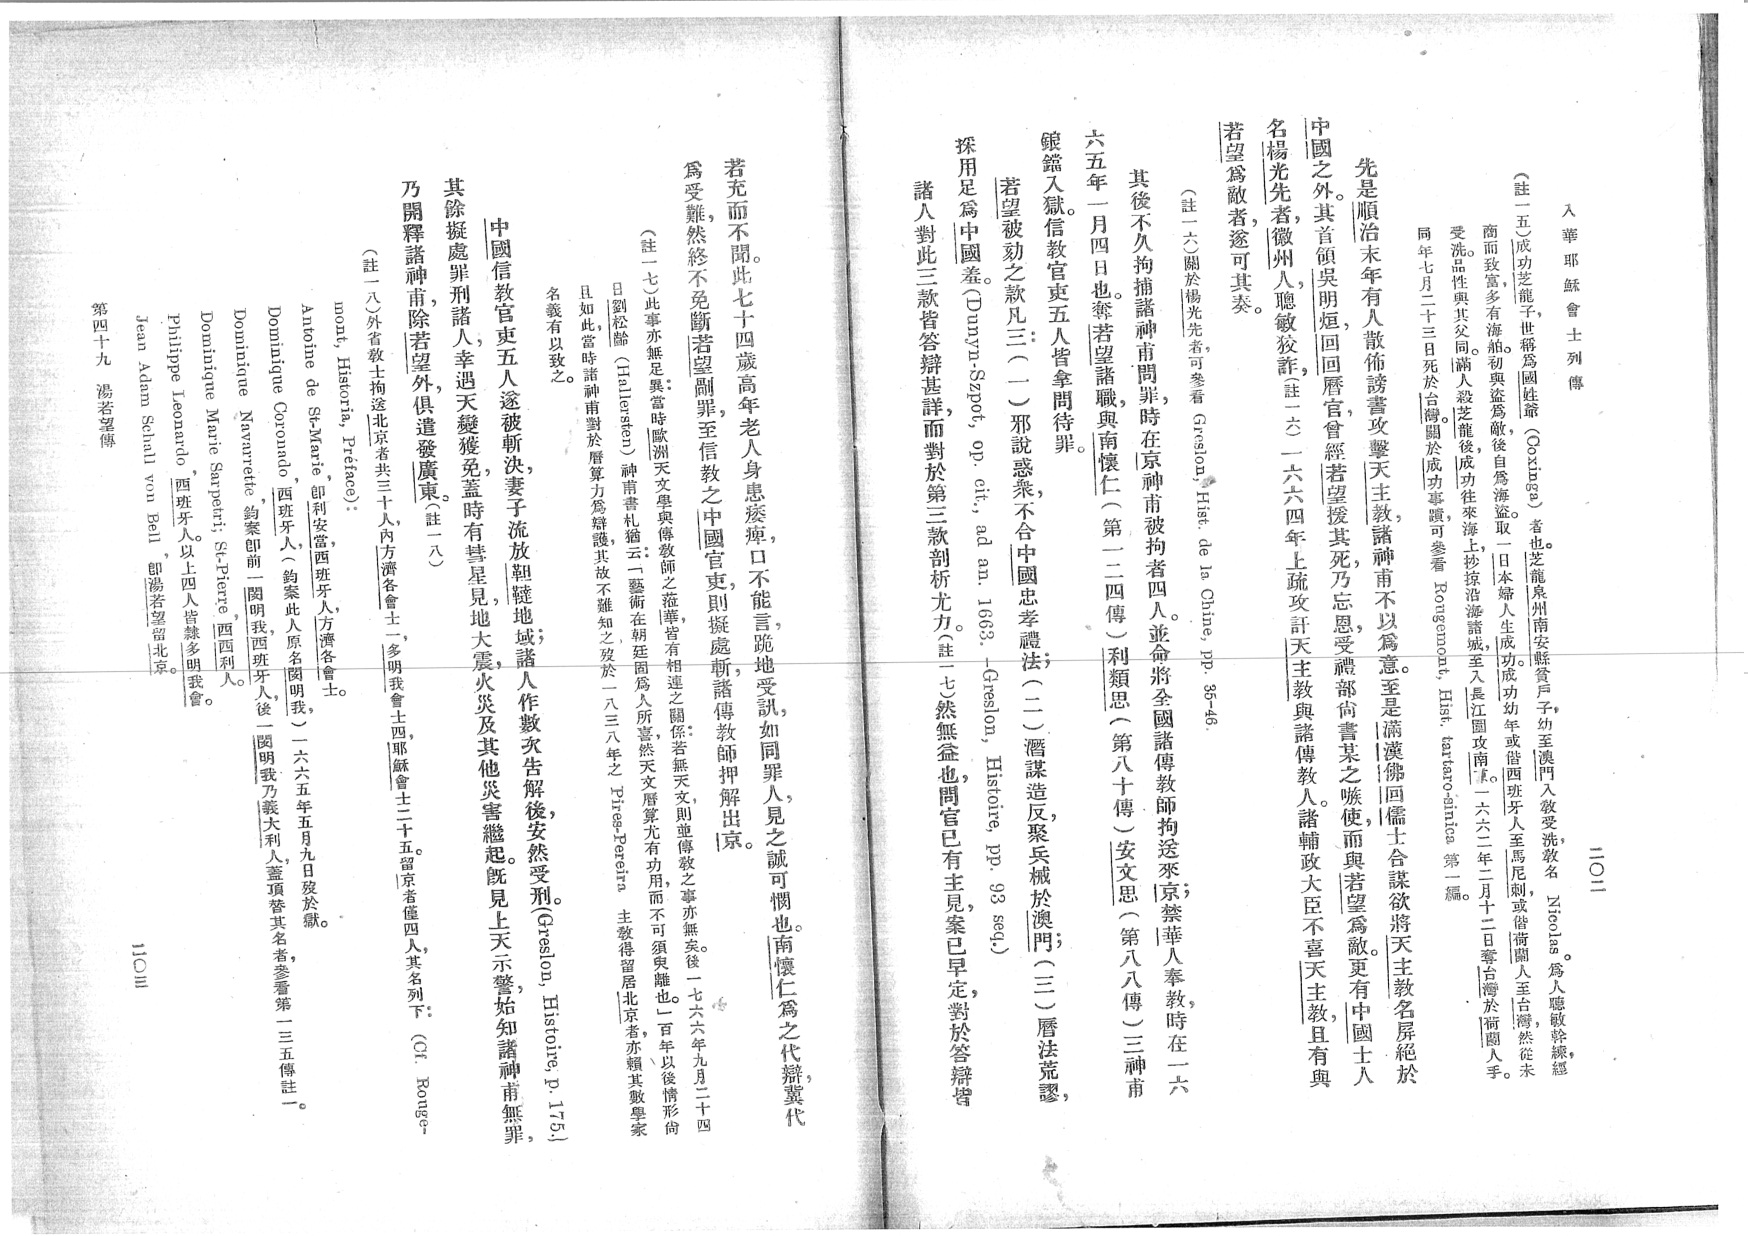 入華耶穌會士列傳
二〇二
(註一五)成功芝龍子世稱爲國姓爺(Coxinga)者也。芝龍泉州南安縣貧戶子,幼至澳門入敎受洗,敎名 Nicolas。爲人聰敏幹練,經
商而致富,多有海舶。初與盜爲敵,後自爲海盜。取一日本婦人生成功。成功幼年或偕西班牙人至馬尼剌,或偕荷蘭人至台灣,然從未
受洗。品性與其父同。滿人殺芝龍後,成功往來海上,抄掠沿海諸城,至入長江圍攻南 。一六六二年二月十二日奪台灣於荷蘭人手。
同年七月二十三日死於台灣。關於成功事蹟,可參看 Rougemont, Hist. tartaro-sinica 第一編。
先是順治末年有人散佈謗書攻擊天主敎,諸神甫不以爲意。至是滿漢佛回儒士合謀欲將天主敎名屏絕於
中國之外。其首領吳明烜,回回曆官,曾經若望援其死,乃忘恩受禮部尙書某之嗾使,而與若望爲敵。更有中國士人
名楊光先者,徽州人,聰敏狡詐,(註一六)一六六四年上疏攻訐天主敎與諸傳敎人。諸輔政大臣不喜天主敎,且有與
若望爲敵者,遂可其奏。
(註一六)關於楊光先者,可參看 Greslon, Hist. de la Chine, pp. 35-46.
其後不久拘捕諸神甫問罪,時在京神甫被拘者四人。並命將全國諸傳敎師拘送來京;禁華人奉敎,時在一六
六五年一月四日也。奪若望諸職,與南懷仁(第一二四傳)利類思(第八十傳)安文思(第八八傳)三神甫
銀鐺入獄。信敎官吏五人皆拿問待罪。
若望被劾之款凡三:(一)邪說惑衆,不合中國忠孝禮法;(二)潛謀造反,聚兵械於澳門;(三)曆法荒謬,
採用足爲中國羞。(Dunyn-Szpot, op. cit., ad an. 1663. –Greslon, Histoire, pp. 93 seq.)
諸人對此三款皆答辯甚詳,而對於第三款剖析尤力。(註一七)然無益也,問官已有主見,案已早定,對於答辯皆
若充而不聞。此七十四歲高年老人身患痿痺,口不能言,跪地受訊,如同罪人,見之誠可憫也。南懷仁爲之代辯,冀代
爲受難,然終不免斷若望剮罪,至信敎之中國官吏,則擬處斬,諸傳敎師押解出京。
(註一七)此事亦無足異:當時歐洲天文學與傳敎師之蒞華,皆有相連之關係:若無天文,則並傳敎之事亦無矣。後一七六六年九月二十四
日劉松齡(Hallersten)神甫書札猶云:「藝術在朝廷固爲人所喜,然天文曆算尤有功用而不可須臾離也。」百年以後情形尙
且如此,當時諸神甫對於曆算力爲辯護,其故不難知之。歿於一八三八年之 Pires-Pereira 主敎得留居北京者,亦賴其數學家
名義有以致之。
中國信敎官吏五人遂被斬決,妻子流放韃靼地域;諸人作數次吿解後,安然受刑。(Greslon, Histoire, p. 175.)
其餘擬處罪刑諸人,幸遇天變獲免,蓋時有彗星見,地大震,火災及其他災害繼起。旣見上天示警,始知諸神甫無罪,
乃開釋諸神甫,除若望外,俱遣發廣東。(註一八)
(註一八)外省敎士拘送北京者共三十人,內方濟各會士一,多明我會士四,耶穌會士二十五。留京者僅四人,其名列下:(Cf. Rouge-
mont, Historia, Préface):
Antoine de St-Marie, 卽利安當,西班牙人,方濟各會士。
Dominique Coronado, 西班牙人(鈞案此人原名閔明我,)一六六五年五月九日歿於獄。
Dominique Navarrette, 鈞案卽前一閔明我,西班牙人,後一閔明我乃義大利人,蓋頂替其名者,參看第一三五傳註一。
Dominique Marie Sarpetri; St-Pierre, 西西利人。
Philippe Leonardo, 西班牙人。以上四人皆隸多明我會。
Jean Adam Schall von Bell, 卽湯若望,留北京。
第四十九 湯若望傳
二〇三